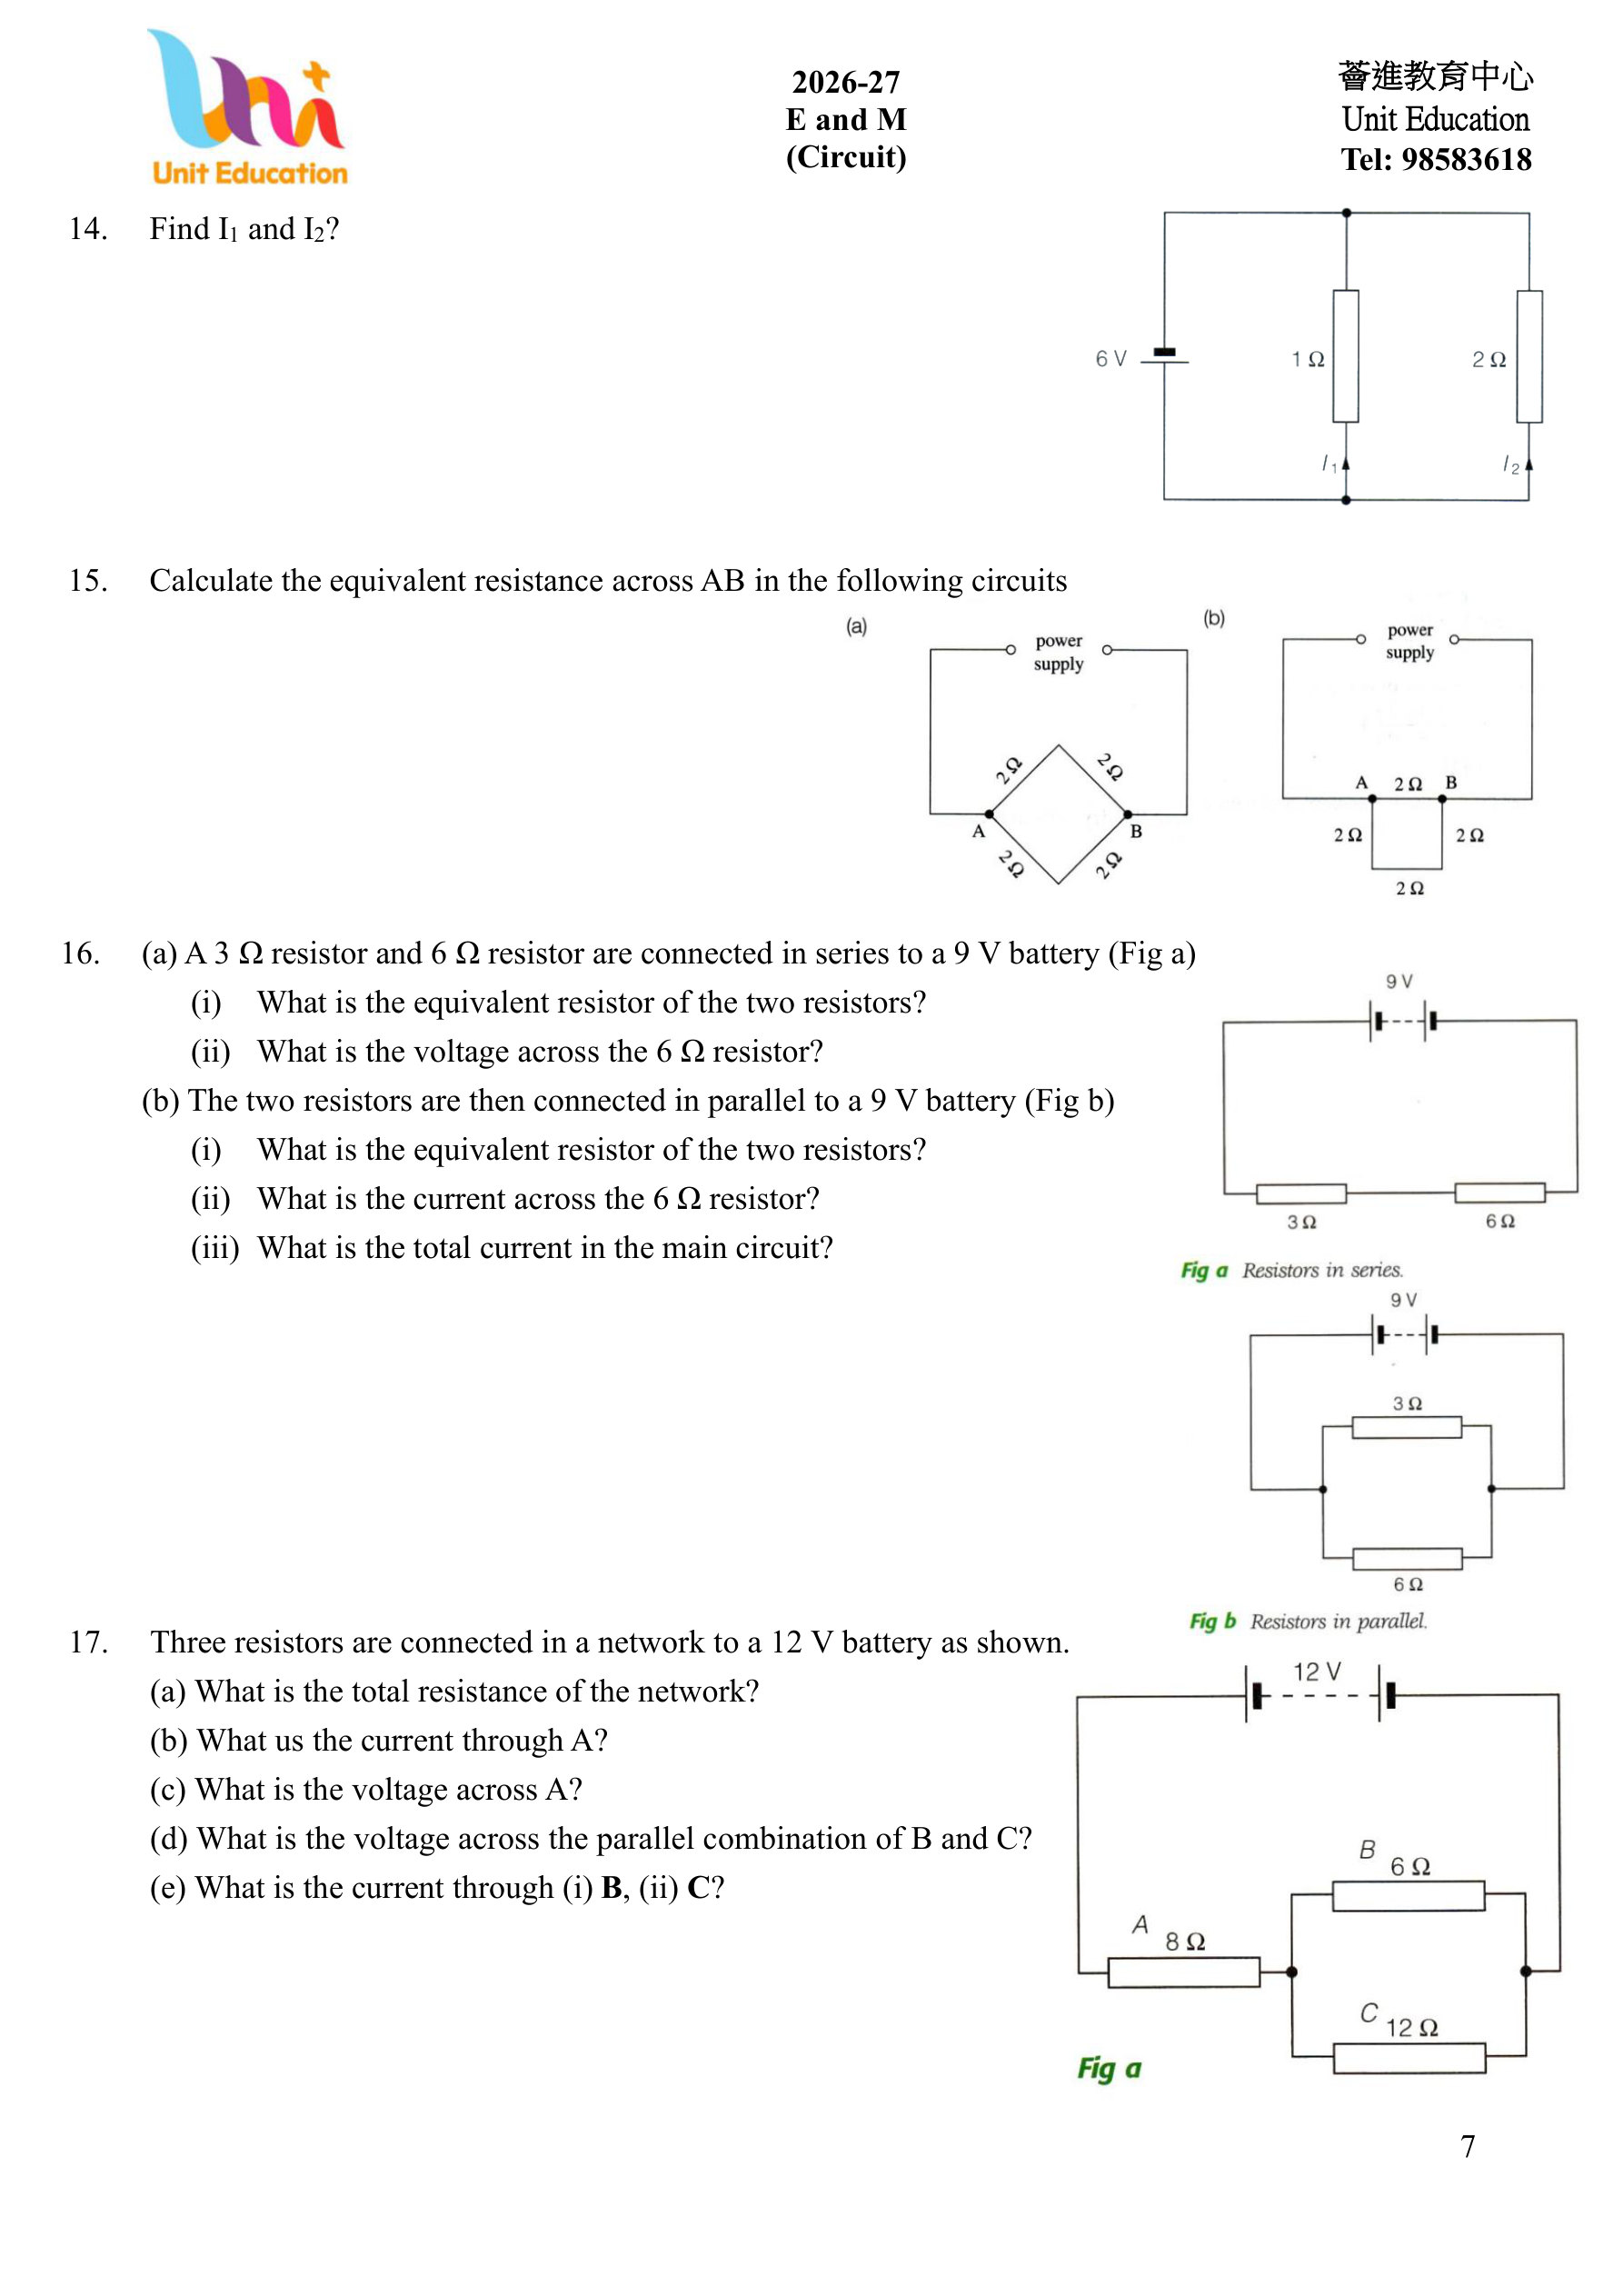 Unit Education
2026-27
E and M
(Circuit)
薈進教育中心
Unit Education
Tel: 98583618
14. Find I₁ and I₂?
6 V
1 Ω
2 Ω
I₁
I₂
15. Calculate the equivalent resistance across AB in the following circuits
(a)
power
supply
2 Ω
2 Ω
A
B
2 Ω
2 Ω
(b)
power
supply
A 2 Ω B
2 Ω
2 Ω
2 Ω
16. (a) A 3 Ω resistor and 6 Ω resistor are connected in series to a 9 V battery (Fig a)
(i) What is the equivalent resistor of the two resistors?
(ii) What is the voltage across the 6 Ω resistor?
(b) The two resistors are then connected in parallel to a 9 V battery (Fig b)
(i) What is the equivalent resistor of the two resistors?
(ii) What is the current across the 6 Ω resistor?
(iii) What is the total current in the main circuit?
9 V
3 Ω
6 Ω
Fig a Resistors in series.
9 V
3 Ω
6 Ω
Fig b Resistors in parallel.
17. Three resistors are connected in a network to a 12 V battery as shown.
(a) What is the total resistance of the network?
(b) What us the current through A?
(c) What is the voltage across A?
(d) What is the voltage across the parallel combination of B and C?
(e) What is the current through (i) B, (ii) C?
12 V
B
6 Ω
A
8 Ω
C
12 Ω
Fig a
7